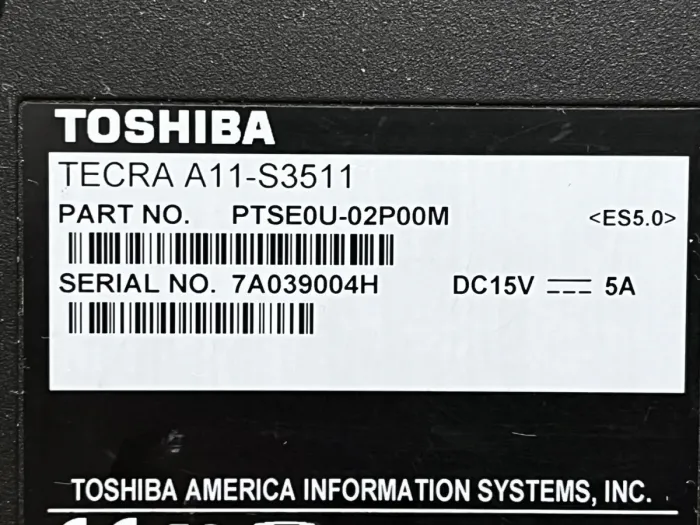 TOSHIBA
TECRA A11-S3511
PART NO. PTSE0U-02P00M <ES5.0>
SERIAL NO. 7A039004H DC15V ⎓ 5A
TOSHIBA AMERICA INFORMATION SYSTEMS, INC.